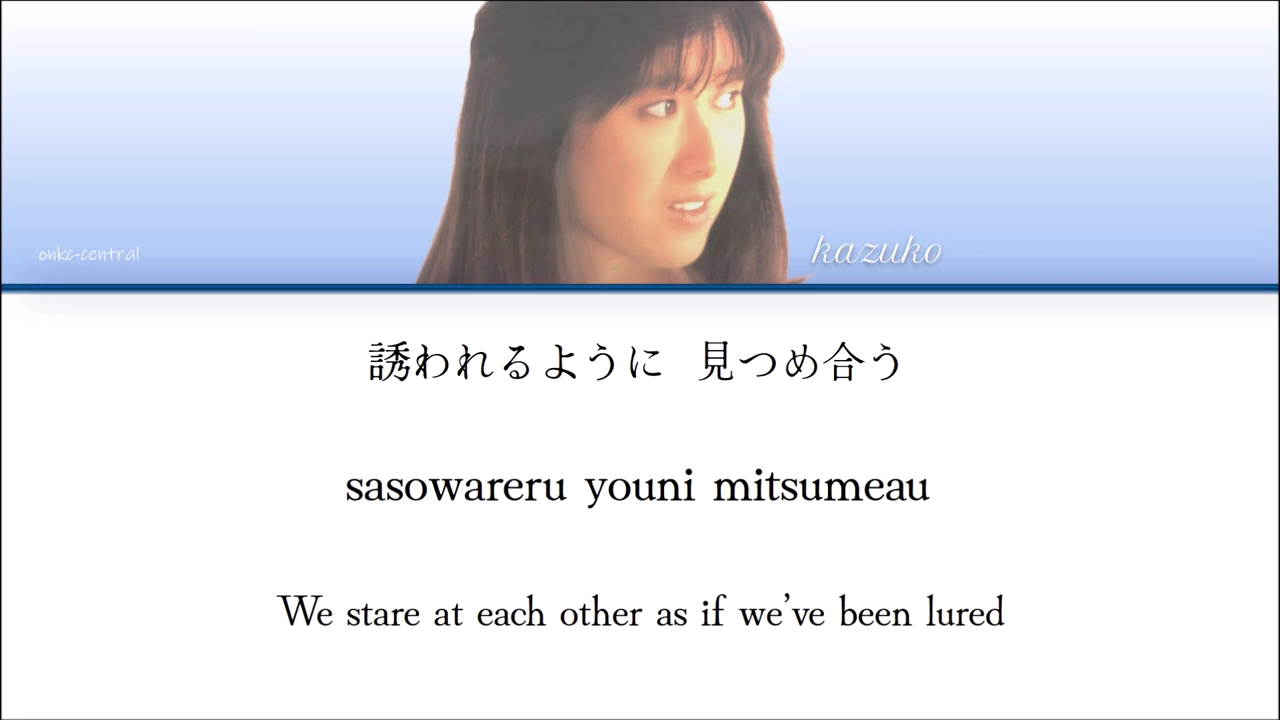 onkc-central
kazuko
誘われるように 見つめ合う
sasowareru youni mitsumeau
We stare at each other as if we've been lured